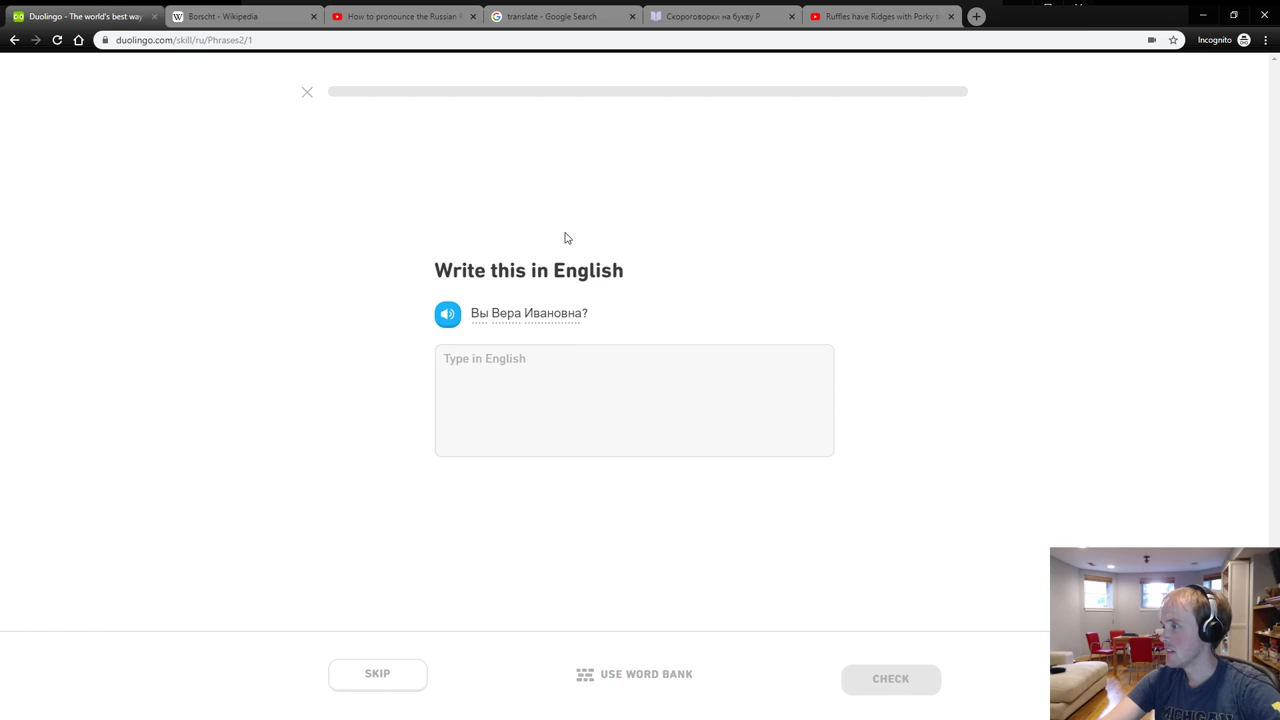 Duolingo - The world's best way
Borscht - Wikipedia
How to pronounce the Russian
translate - Google Search
Скороговорки на букву Р
Ruffles have Ridges with Porky
duolingo.com/skill/ru/Phrases2/1
Incognito
Write this in English
Вы Вера Ивановна?
Type in English
SKIP
USE WORD BANK
CHECK
MICHIGAN